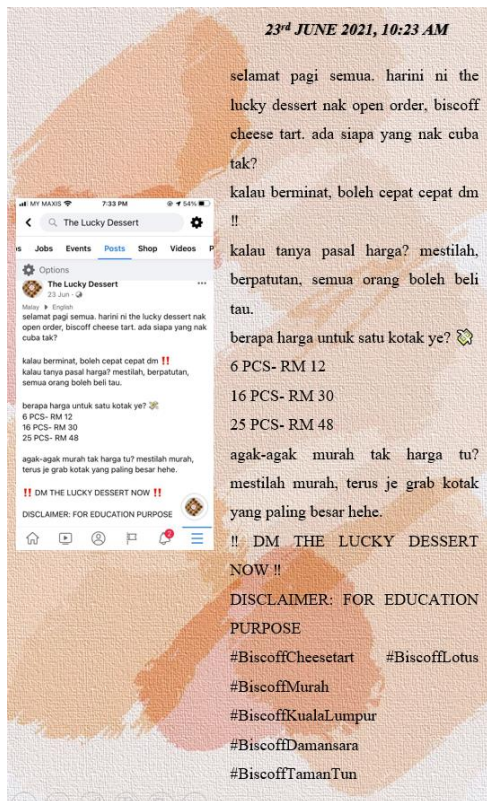 23rd JUNE 2021, 10:23 AM
selamat pagi semua. harini ni the
lucky dessert nak open order, biscoff
cheese tart. ada siapa yang nak cuba
tak?
kalau berminat, boleh cepat cepat dm
‼
kalau tanya pasal harga? mestilah,
berpatutan, semua orang boleh beli
tau.
berapa harga untuk satu kotak ye? 💸
6 PCS- RM 12
16 PCS- RM 30
25 PCS- RM 48
agak-agak murah tak harga tu?
mestilah murah, terus je grab kotak
yang paling besar hehe.
‼ DM THE LUCKY DESSERT
NOW ‼
DISCLAIMER: FOR EDUCATION
PURPOSE
#BiscoffCheesetart #BiscoffLotus
#BiscoffMurah
#BiscoffKualaLumpur
#BiscoffDamansara
#BiscoffTamanTun
MY MAXIS 7:33 PM 54%
The Lucky Dessert
s Jobs Events Posts Shop Videos P
Options
The Lucky Dessert
23 Jun
Malay ▸ English
selamat pagi semua. harini ni the lucky dessert nak
open order, biscoff cheese tart. ada siapa yang nak
cuba tak?
kalau berminat, boleh cepat cepat dm ‼
kalau tanya pasal harga? mestilah, berpatutan,
semua orang boleh beli tau.
berapa harga untuk satu kotak ye? 💸
6 PCS- RM 12
16 PCS- RM 30
25 PCS- RM 48
agak-agak murah tak harga tu? mestilah murah,
terus je grab kotak yang paling besar hehe.
‼ DM THE LUCKY DESSERT NOW ‼
DISCLAIMER: FOR EDUCATION PURPOSE
2